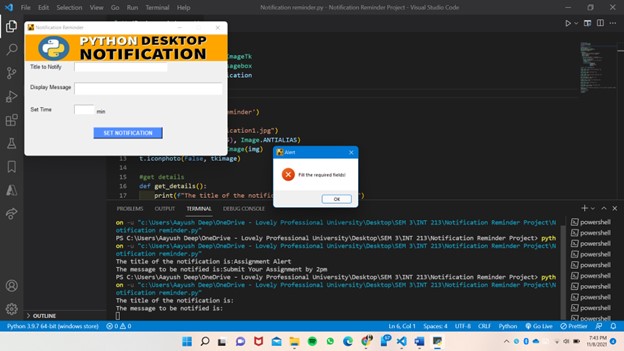 File Edit Selection View Go Run Terminal Help
Notification reminder.py - Notification Reminder Project - Visual Studio Code
Notification Reminder
PYTHON DESKTOP
NOTIFICATION
Title to Notify
Display Message
Set Time
min
SET NOTIFICATION
ImageTk
ssagebox
fication
eminder')
ication1.jpg")
), Image.ANTIALIAS)
Image(img)
13 t.iconphoto(False, tkimage)
14
15 #get details
16 def get_details():
17 print(f"The title of the notifi
")
Alert
Fill the required fields!
OK
PROBLEMS OUTPUT TERMINAL DEBUG CONSOLE
on -u "c:\Users\Aayush Deep\OneDrive - Lovely Professional University\Desktop\SEM 3\INT 213\Notification Reminder Project\N
otification reminder.py"
PS C:\Users\Aayush Deep\OneDrive - Lovely Professional University\Desktop\SEM 3\INT 213\Notification Reminder Project> pyth
on -u "c:\Users\Aayush Deep\OneDrive - Lovely Professional University\Desktop\SEM 3\INT 213\Notification Reminder Project\N
otification reminder.py"
The title of the notification is:Assignment Alert
The message to be notified is:Submit Your Assignment by 2pm
PS C:\Users\Aayush Deep\OneDrive - Lovely Professional University\Desktop\SEM 3\INT 213\Notification Reminder Project> pyth
on -u "c:\Users\Aayush Deep\OneDrive - Lovely Professional University\Desktop\SEM 3\INT 213\Notification Reminder Project\N
otification reminder.py"
The title of the notification is:
The message to be notified is:
powershell
powershell
powershell
powershell
powershell
powershell
powershell
powershell
powershell
OUTLINE
Python 3.9.7 64-bit (windows store) 0 0
Ln 6, Col 1 Spaces: 4 UTF-8 CRLF Python Go Live Prettier
7:43 PM
11/8/2021